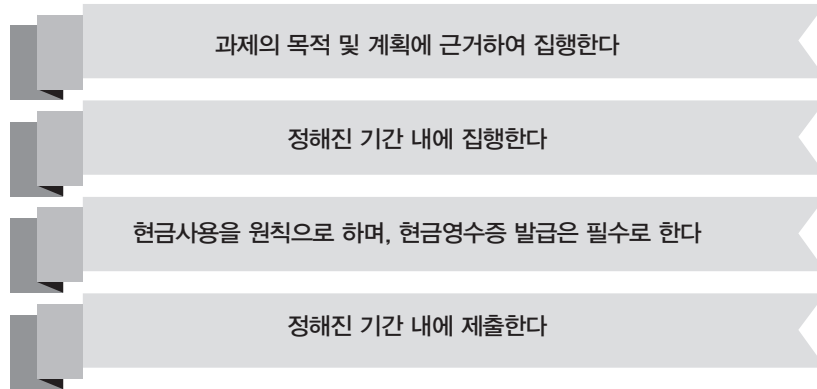 과제의 목적 및 계획에 근거하여 집행한다
정해진 기간 내에 집행한다
현금사용을 원칙으로 하며, 현금영수증 발급은 필수로 한다
정해진 기간 내에 제출한다